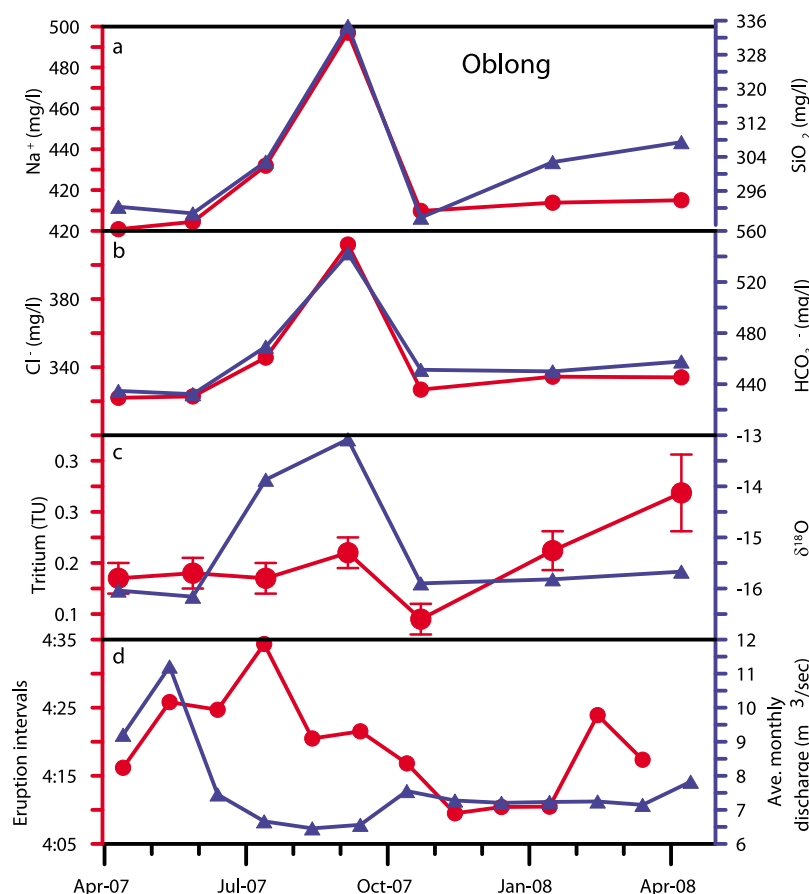 Oblong
a
Na⁺ (mg/l)
500
480
460
440
420
420
SiO₂ (mg/l)
336
328
320
312
304
296
b
Cl⁻ (mg/l)
380
340
HCO₃⁻ (mg/l)
560
520
480
440
c
Tritium (TU)
0.3
0.3
0.2
0.1
δ¹⁸O
-13
-14
-15
-16
d
Eruption intervals
4:35
4:25
4:15
4:05
Ave. monthly
discharge (m 3/sec)
12
11
10
9
8
7
6
Apr-07
Jul-07
Oct-07
Jan-08
Apr-08